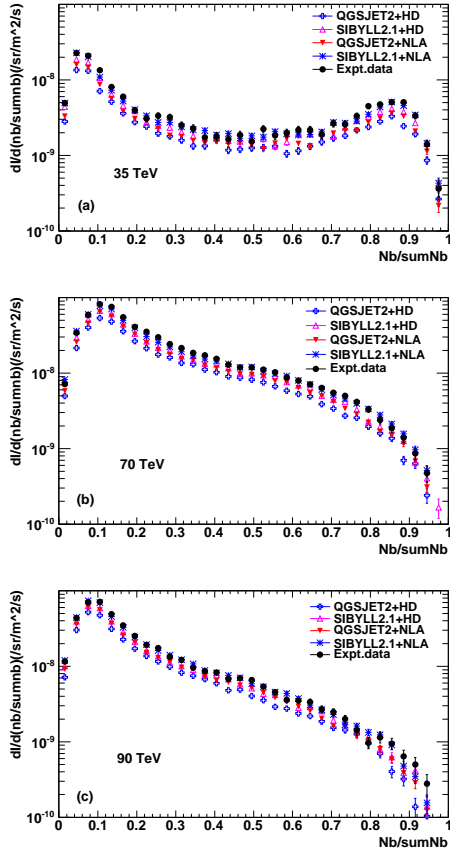 dI/d(nb/sumnb)(/sr/m^2/s)
QGSJET2+HD
SIBYLL2.1+HD
QGSJET2+NLA
SIBYLL2.1+NLA
Expt.data
10^-8
10^-9
10^-10
35 TeV
(a)
0 0.1 0.2 0.3 0.4 0.5 0.6 0.7 0.8 0.9 1
Nb/sumNb
dI/d(nb/sumnb)(/sr/m^2/s)
QGSJET2+HD
SIBYLL2.1+HD
QGSJET2+NLA
SIBYLL2.1+NLA
Expt.data
10^-8
10^-9
10^-10
70 TeV
(b)
0 0.1 0.2 0.3 0.4 0.5 0.6 0.7 0.8 0.9 1
Nb/sumNb
dI/d(nb/sumnb)(/sr/m^2/s)
QGSJET2+HD
SIBYLL2.1+HD
QGSJET2+NLA
SIBYLL2.1+NLA
Expt.data
10^-8
10^-9
10^-10
90 TeV
(c)
0 0.1 0.2 0.3 0.4 0.5 0.6 0.7 0.8 0.9 1
Nb/sumNb